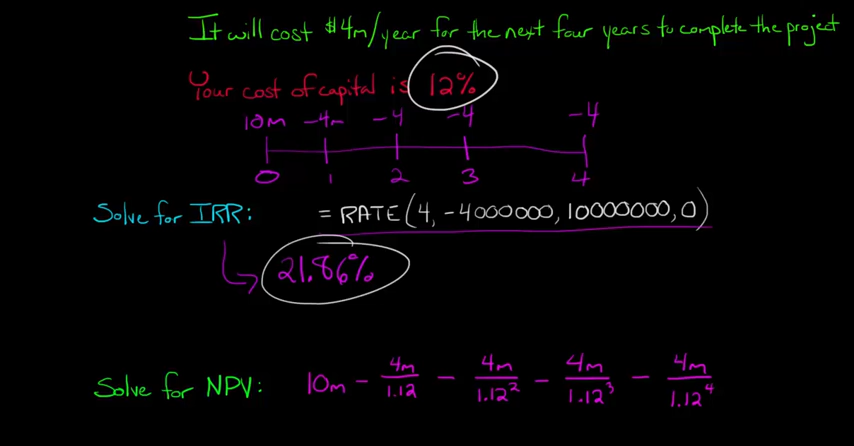 It will cost $4m/year for the next four years to complete the project
Your cost of capital is 12%
10m -4m -4 -4 -4
0 1 2 3 4
Solve for IRR: = RATE(4, -4000000, 10000000, 0)
21.86%
Solve for NPV: 10m - 4m/1.12 - 4m/1.12² - 4m/1.12³ - 4m/1.12⁴